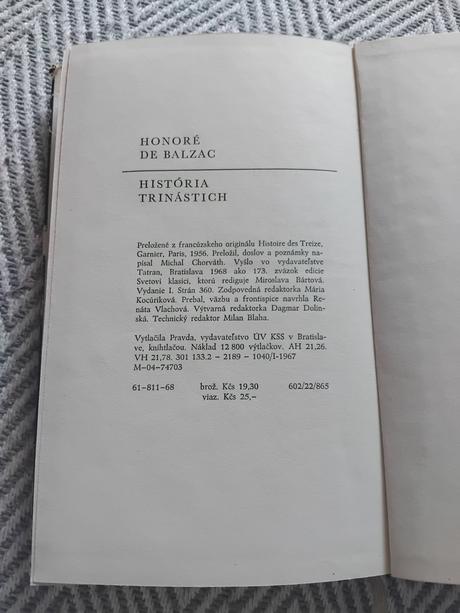 HONORÉ
DE BALZAC
HISTÓRIA
TRINÁSTICH
Preložené z francúzskeho originálu Histoire des Treize,
Garnier, Paris, 1956. Preložil, doslov a poznámky na-
písal Michal Chorváth. Vyšlo vo vydavateľstve
Tatran, Bratislava 1968 ako 173. zväzok edície
Svetoví klasici, ktorú rediguje Miroslava Bártová.
Vydanie I. Strán 360. Zodpovedná redaktorka Mária
Kocúriková. Prebal, väzbu a frontispice navrhla Re-
náta Vlachová. Výtvarná redaktorka Dagmar Dolin-
ská. Technický redaktor Milan Blaha.
Vytlačila Pravda, vydavateľstvo ÚV KSS v Bratisla-
ve, kníhtlačou. Náklad 12 800 výtlačkov. AH 21,26.
VH 21,78. 301 133.2 – 2189 – 1040/I-1967
M–04–74703
61–811–68 brož. Kčs 19,30 602/22/865
viaz. Kčs 25,–